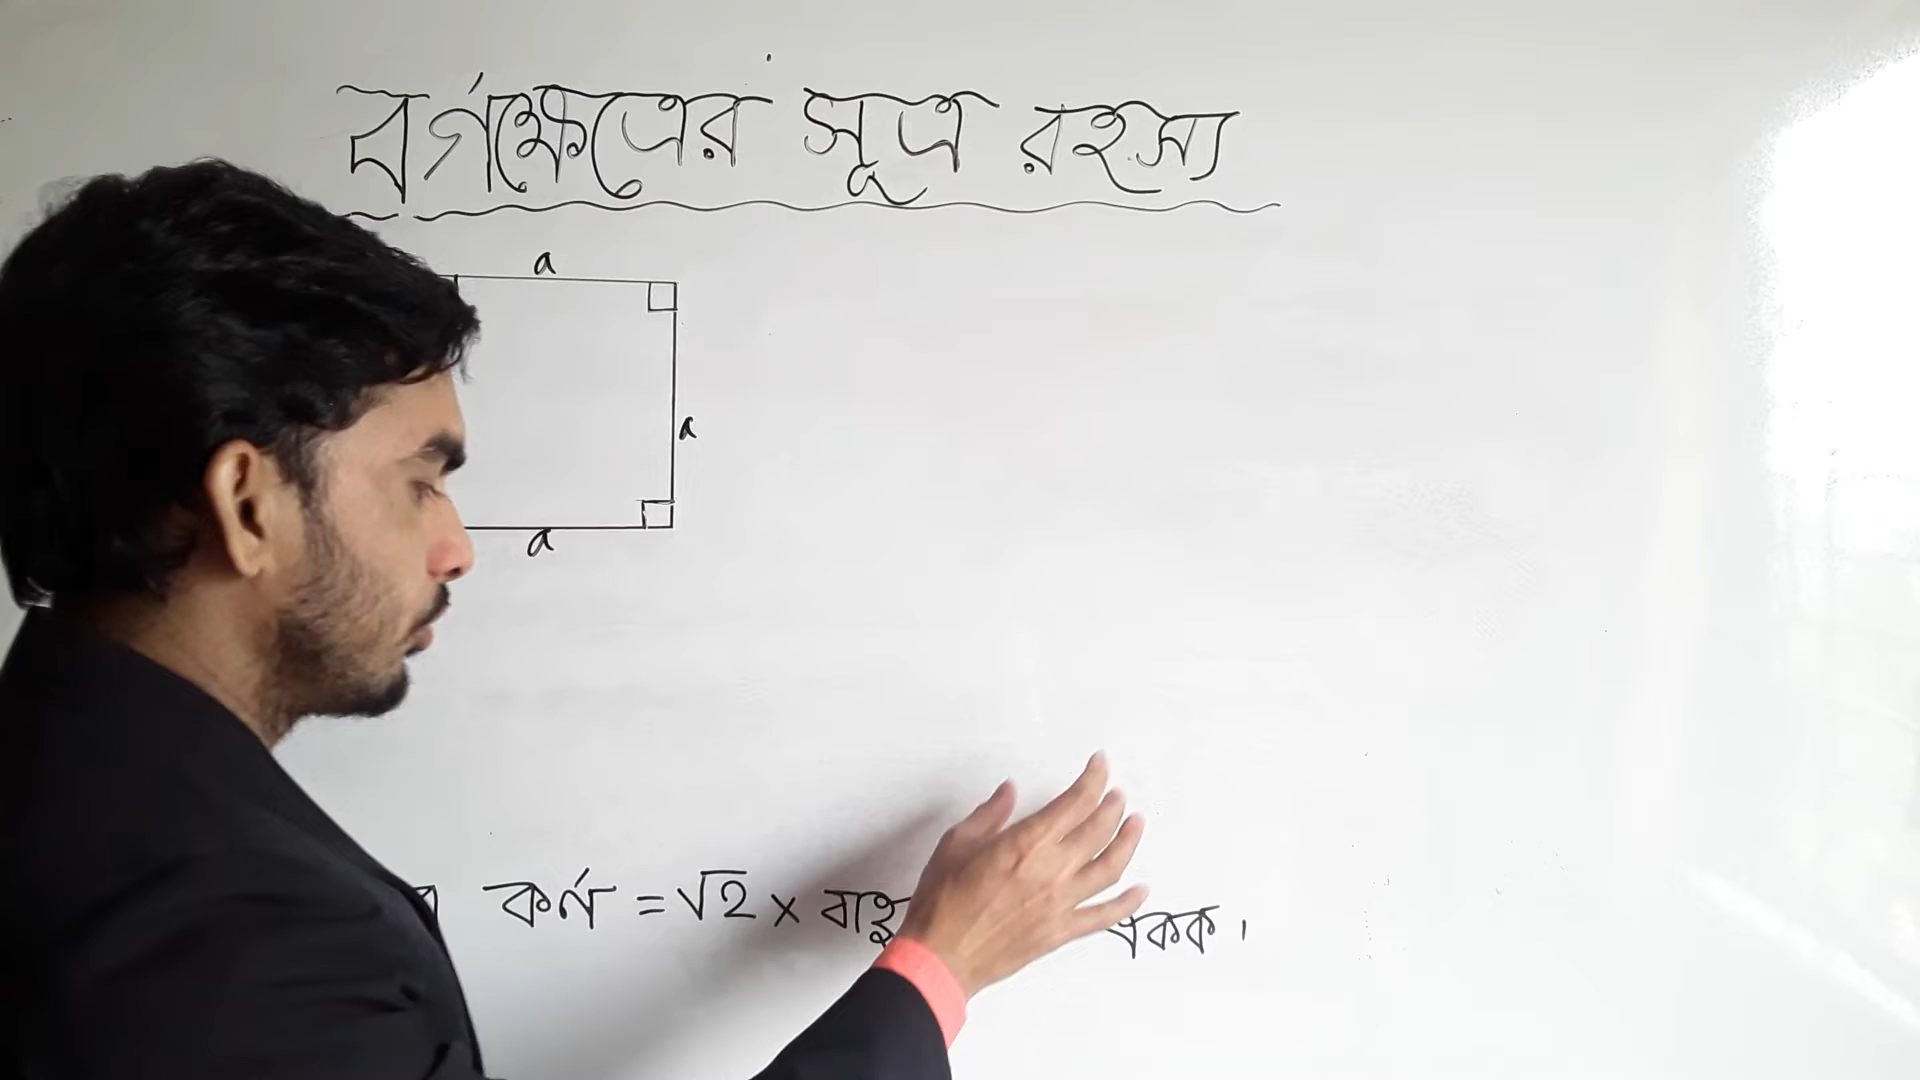 বর্গক্ষেত্রের সূত্র রহস্য
a
a
a
র কর্ণ = √2 × বাহু একক।